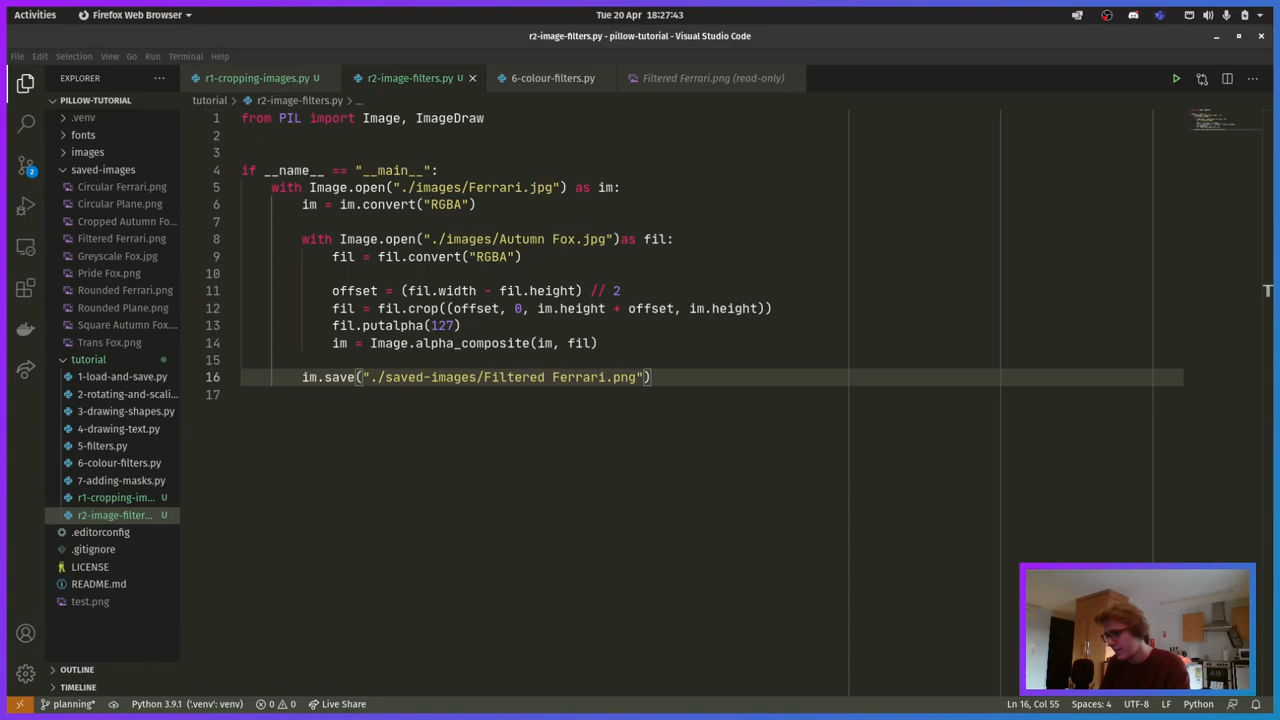 Activities
Firefox Web Browser
Tue 20 Apr 18:27:43
r2-image-filters.py - pillow-tutorial - Visual Studio Code
File Edit Selection View Go Run Terminal Help
EXPLORER
r1-cropping-images.py U
r2-image-filters.py U
6-colour-filters.py
Filtered Ferrari.png (read-only)
PILLOW-TUTORIAL
tutorial > r2-image-filters.py > ...
.venv
fonts
images
saved-images
Circular Ferrari.png
Circular Plane.png
Cropped Autumn Fo...
Filtered Ferrari.png
Greyscale Fox.jpg
Pride Fox.png
Rounded Ferrari.png
Rounded Plane.png
Square Autumn Fox....
Trans Fox.png
tutorial
1-load-and-save.py
2-rotating-and-scali...
3-drawing-shapes.py
4-drawing-text.py
5-filters.py
6-colour-filters.py
7-adding-masks.py
r1-cropping-im... U
r2-image-filter... U
.editorconfig
.gitignore
LICENSE
README.md
test.png
OUTLINE
TIMELINE
1 from PIL import Image, ImageDraw
2
3
4 if __name__ == "__main__":
5 with Image.open("./images/Ferrari.jpg") as im:
6 im = im.convert("RGBA")
7
8 with Image.open("./images/Autumn Fox.jpg")as fil:
9 fil = fil.convert("RGBA")
10
11 offset = (fil.width - fil.height) // 2
12 fil = fil.crop((offset, 0, im.height + offset, im.height))
13 fil.putalpha(127)
14 im = Image.alpha_composite(im, fil)
15
16 im.save("./saved-images/Filtered Ferrari.png")
17
2
planning*
Python 3.9.1 ('.venv': venv)
0 0
Live Share
Ln 16, Col 55
Spaces: 4
UTF-8
LF
Python